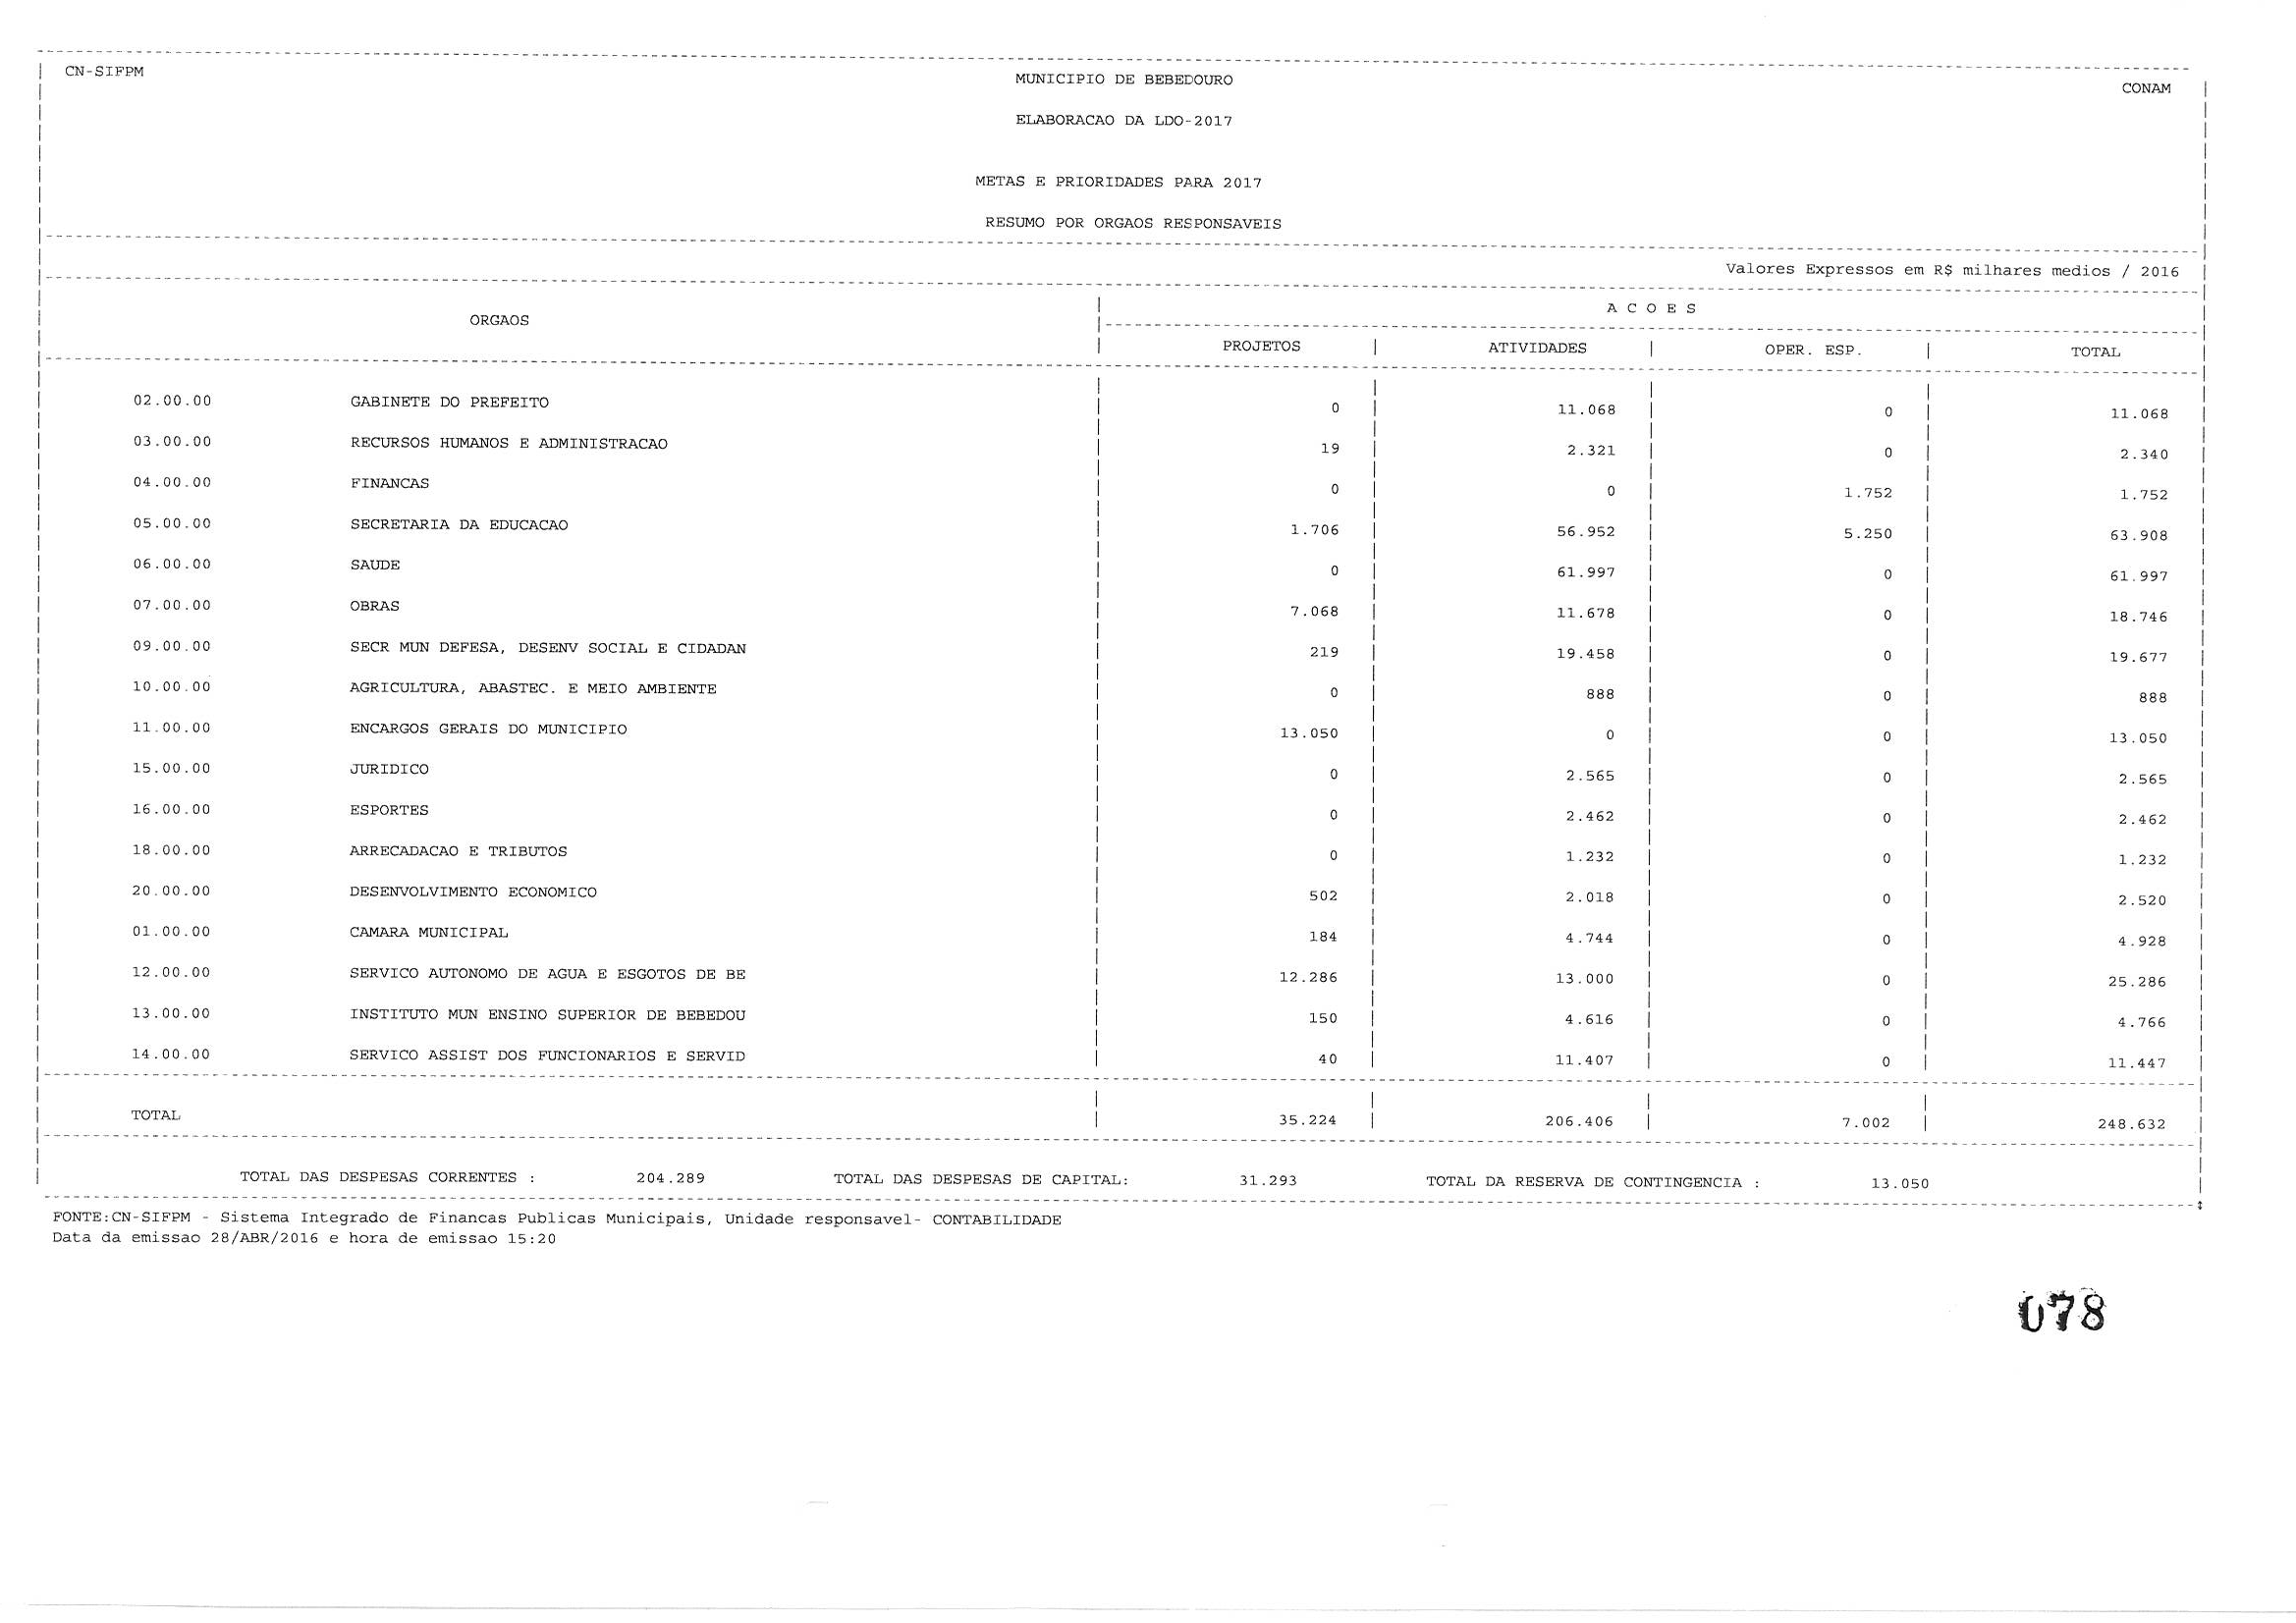 CN-SIFPM
MUNICIPIO DE BEBEDOURO
CONAM
ELABORACAO DA LDO-2017
METAS E PRIORIDADES PARA 2017
RESUMO POR ORGAOS RESPONSAVEIS
Valores Expressos em R$ milhares medios / 2016
ORGAOS A C O E S
PROJETOS ATIVIDADES OPER. ESP. TOTAL
02.00.00 GABINETE DO PREFEITO 0 11.068 0 11.068
03.00.00 RECURSOS HUMANOS E ADMINISTRACAO 19 2.321 0 2.340
04.00.00 FINANCAS 0 0 1.752 1.752
05.00.00 SECRETARIA DA EDUCACAO 1.706 56.952 5.250 63.908
06.00.00 SAUDE 0 61.997 0 61.997
07.00.00 OBRAS 7.068 11.678 0 18.746
09.00.00 SECR MUN DEFESA, DESENV SOCIAL E CIDADAN 219 19.458 0 19.677
10.00.00 AGRICULTURA, ABASTEC. E MEIO AMBIENTE 0 888 0 888
11.00.00 ENCARGOS GERAIS DO MUNICIPIO 13.050 0 0 13.050
15.00.00 JURIDICO 0 2.565 0 2.565
16.00.00 ESPORTES 0 2.462 0 2.462
18.00.00 ARRECADACAO E TRIBUTOS 0 1.232 0 1.232
20.00.00 DESENVOLVIMENTO ECONOMICO 502 2.018 0 2.520
01.00.00 CAMARA MUNICIPAL 184 4.744 0 4.928
12.00.00 SERVICO AUTONOMO DE AGUA E ESGOTOS DE BE 12.286 13.000 0 25.286
13.00.00 INSTITUTO MUN ENSINO SUPERIOR DE BEBEDOU 150 4.616 0 4.766
14.00.00 SERVICO ASSIST DOS FUNCIONARIOS E SERVID 40 11.407 0 11.447
TOTAL 35.224 206.406 7.002 248.632
TOTAL DAS DESPESAS CORRENTES : 204.289 TOTAL DAS DESPESAS DE CAPITAL: 31.293 TOTAL DA RESERVA DE CONTINGENCIA : 13.050
FONTE:CN-SIFPM - Sistema Integrado de Financas Publicas Municipais, Unidade responsavel- CONTABILIDADE
Data da emissao 28/ABR/2016 e hora de emissao 15:20
078